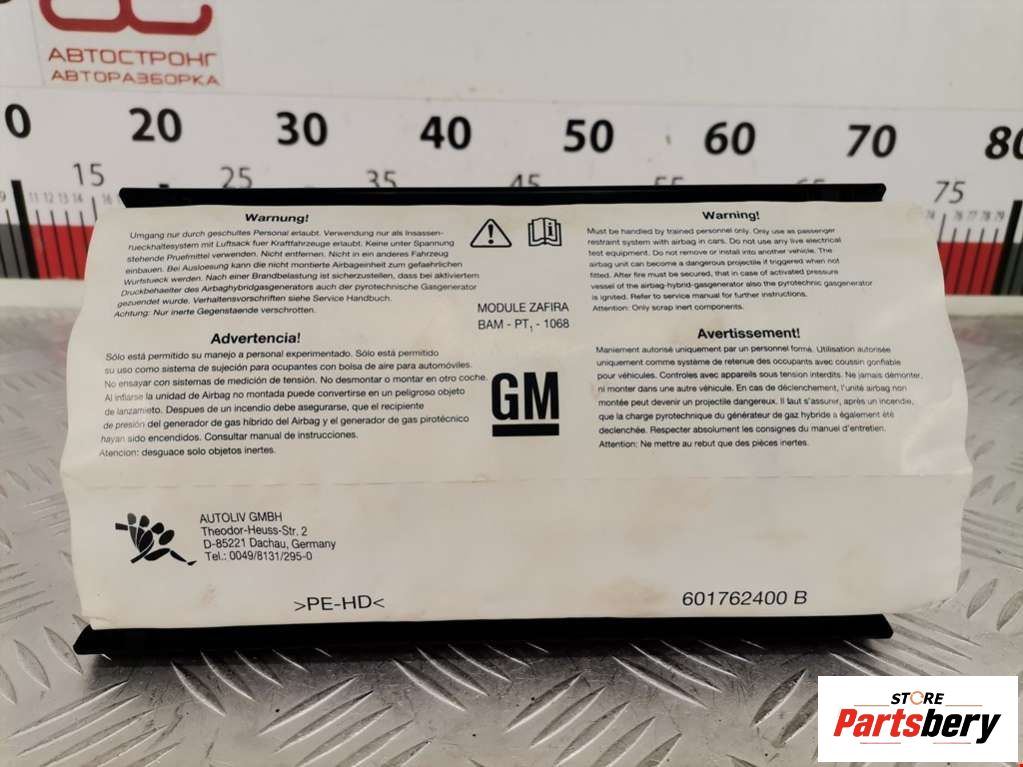 АВТОСТРОНГ
АВТОРАЗБОРКА
0 20 30 40 50 60 70 80
15 25 35 45 55 65 75
9 11 12 13 14 16
76 77 78 79
Warnung!
Umgang nur durch geschultes Personal erlaubt. Verwendung nur als Insassen-
rueckhaltesystem mit Luftsack fuer Kraftfahrzeuge erlaubt. Keine unter Spannung
stehende Pruefmittel verwenden. Nicht entfernen. Nicht in ein anderes Fahrzeug
einbauen. Bei Ausloesung kann die nicht montierte Airbageinheit zum gefaehrlichen
Wurfstueck werden. Nach einer Brandbelastung ist sicherzustellen, dass bei aktiviertem
Druckbehaelter des Airbaghybridgasgenerators auch der pyrotechnische Gasgenerator
gezuendet wurde. Verhaltensvorschriften siehe Service Handbuch.
Achtung: Nur inerte Gegenstaende verschrotten.
Warning!
Must be handled by trained personnel only. Only use as passenger
restraint system with airbag in cars. Do not use any live electrical
test equipment. Do not remove or install into another vehicle. The
airbag unit can become a dangerous projectile if triggered when not
fitted. After fire must be secured, that in case of activated pressure
vessel of the airbag-hybrid-gasgenerator also the pyrotechnic gasgenerator
is ignited. Refer to service manual for further instructions.
Attention: Only scrap inert components.
MODULE ZAFIRA
BAM - PT1 - 1068
Advertencia!
Sólo está permitido su manejo a personal experimentado. Sólo está permitido
su uso como sistema de sujeción para ocupantes con bolsa de aire para automóviles.
No ensayar con sistemas de medición de tensión. No desmontar o montar en otro coche.
Al inflarse la unidad de Airbag no montada puede convertirse en un peligroso objeto
de lanzamiento. Despues de un incendio debe asegurarse, que el recipiente
de presión del generador de gas híbrido del Airbag y el generador de gas pirotécnico
hayan sido encendidos. Consultar manual de instrucciones.
Atencion: desguace solo objetos inertes.
GM
Avertissement!
Maniement autorisé uniquement par un personnel formé. Utilisation autorisée
uniquement comme système de retenue des occupants avec coussin gonflable
pour véhicules. Controles avec appareils sous tension interdits. Ne jamais démonter,
ni monter dans une autre véhicule. En cas de déclenchement, l'unité airbag non
montée peut devenir un projectile dangereux. Il faut s'assurer, après un incendie,
que la charge pyrotechnique du générateur de gaz hybride a également été
declenchée. Respecter absolument les consignes du manuel d'entretien.
Attention: Ne mettre au rebut que des pièces inertes.
AUTOLIV GMBH
Theodor-Heuss-Str. 2
D-85221 Dachau, Germany
Tel.: 0049/8131/295-0
>PE-HD<
601762400 B
STORE
Partsbery